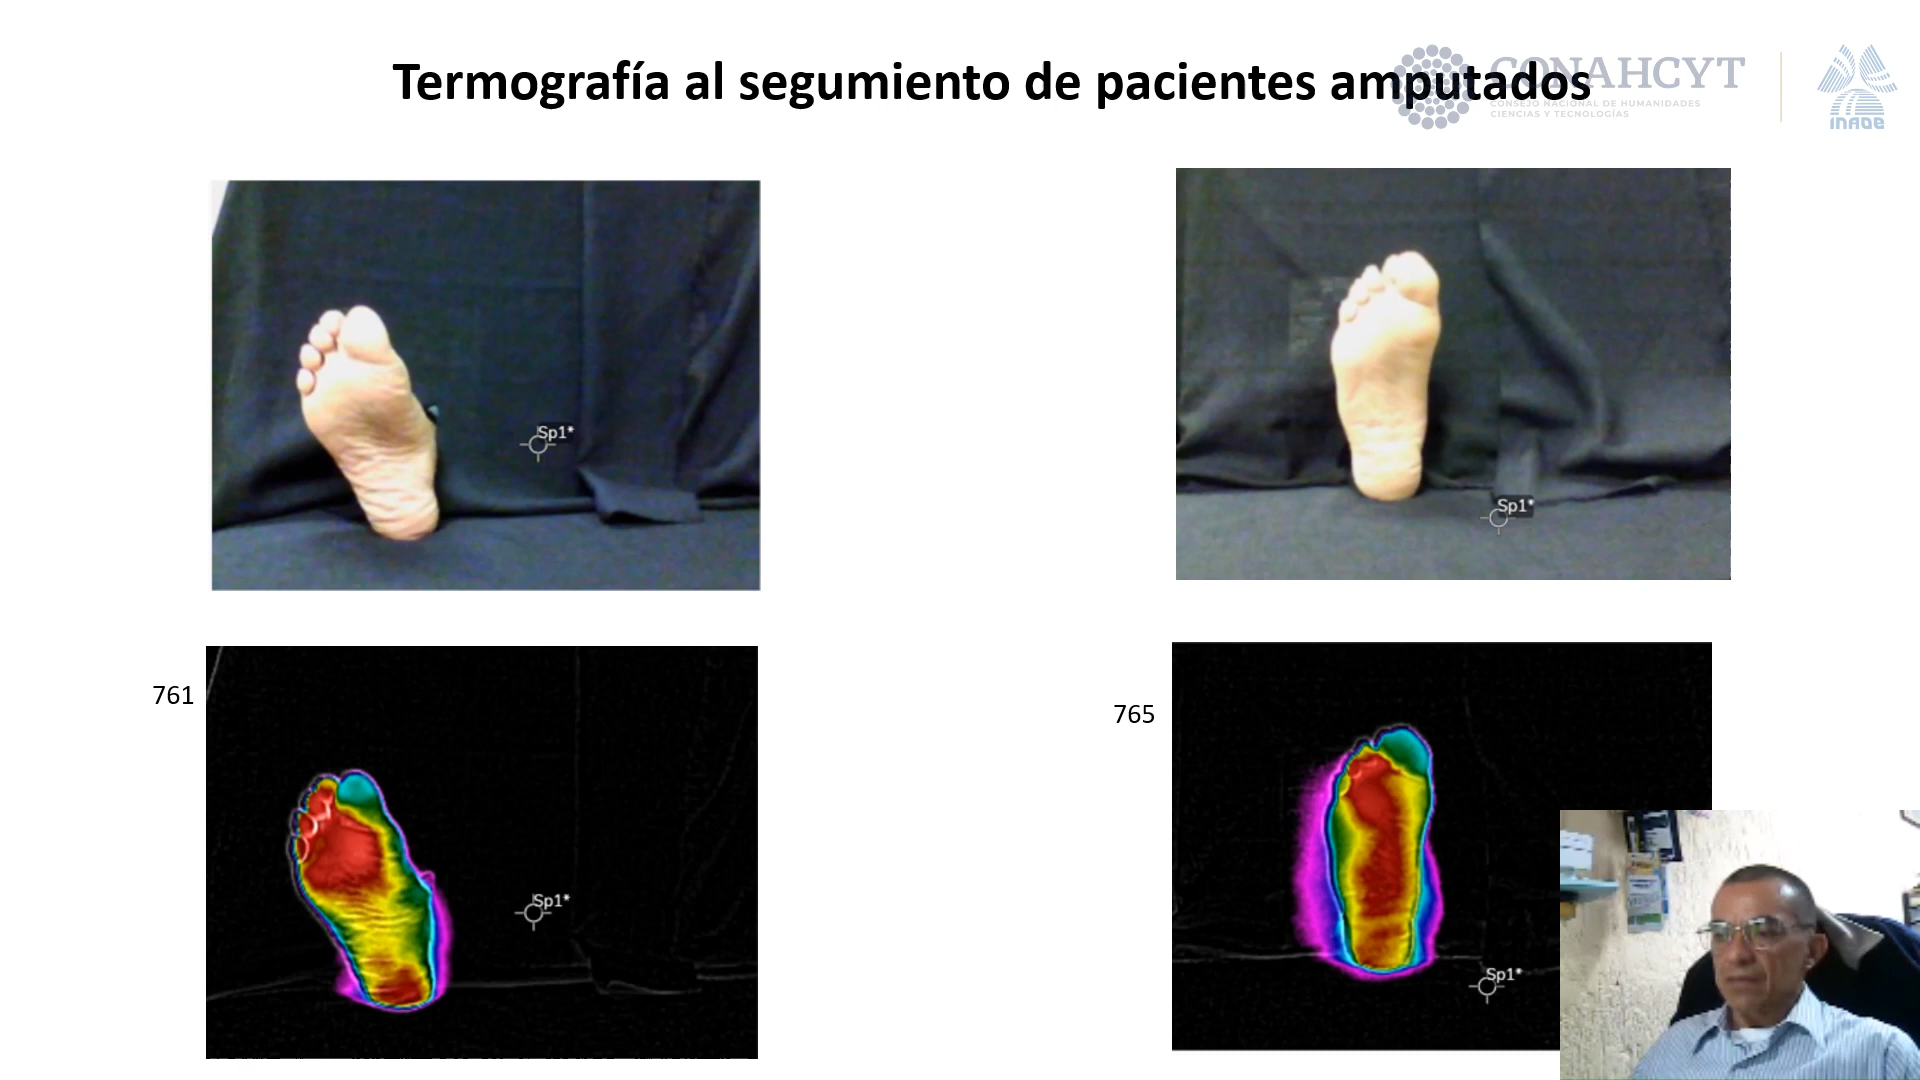 Termografía al segumiento de pacientes amputados
CONAHCYT
CONSEJO NACIONAL DE HUMANIDADES
CIENCIAS Y TECNOLOGÍAS
INAOE
Sp1*
Sp1*
761
765
Sp1*
Sp1*